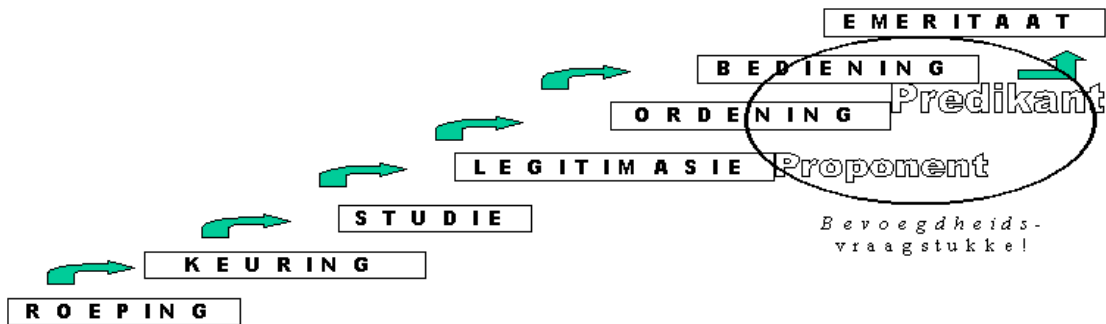 EMERITAAT
BEDIENING
Predikant
ORDENING
LEGITIMASIE
Proponent
STUDIE
Bevoegdheids-
vraagstukke!
KEURING
ROEPING